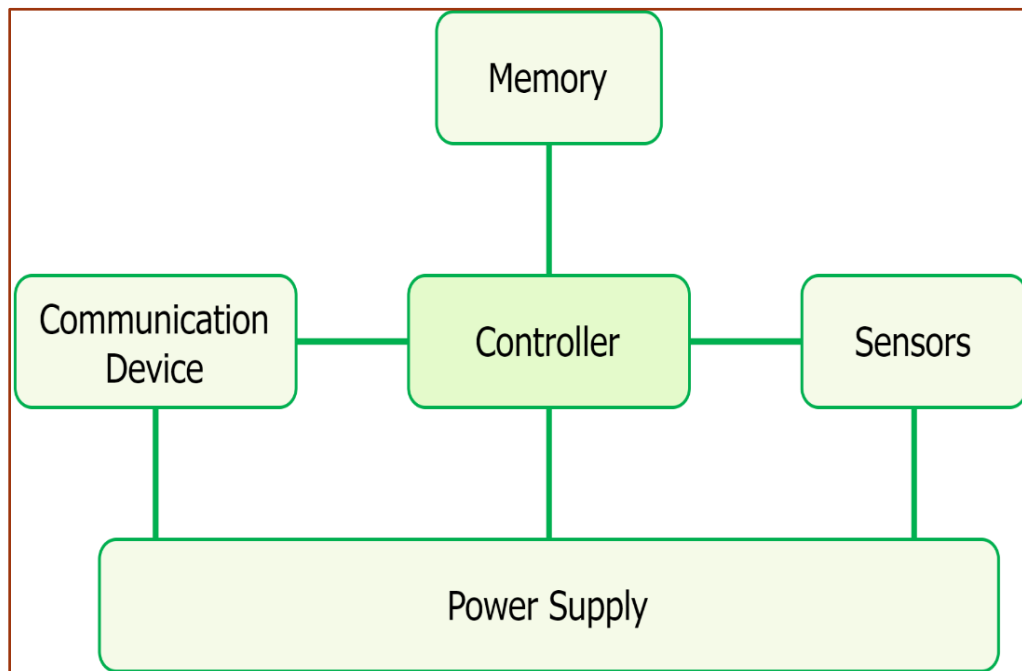 Memory
Communication
Device
Controller
Sensors
Power Supply